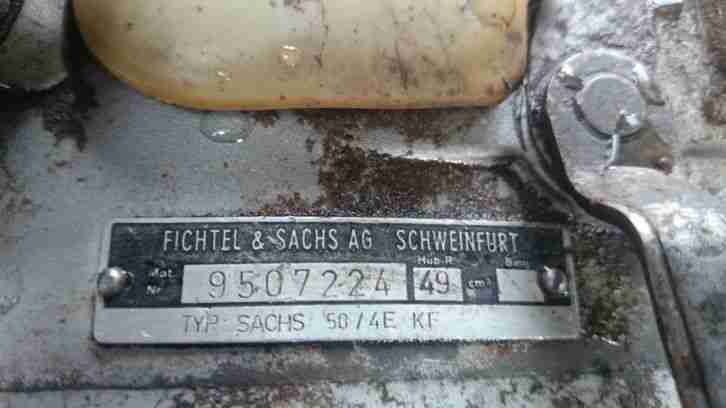 FICHTEL & SACHS AG SCHWEINFURT
Mot. Nr. 9507224 Hub-R. 49 cm³
TYP SACHS 50/4E KF